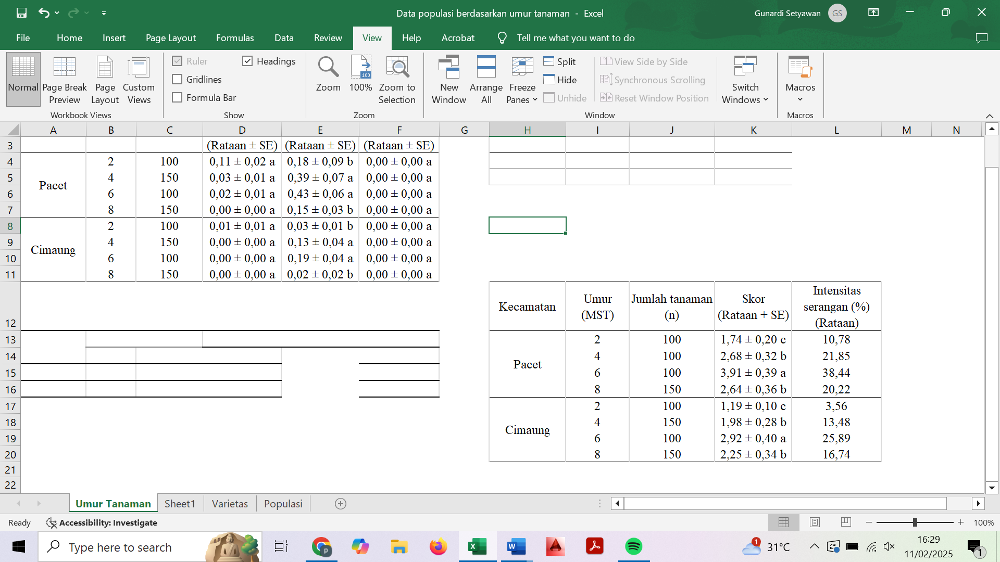 Data populasi berdasarkan umur tanaman - Excel
Gunardi Setyawan GS
File Home Insert Page Layout Formulas Data Review View Help Acrobat Tell me what you want to do
Normal
Page Break Preview
Page Layout
Custom Views
Workbook Views
Ruler
Headings
Gridlines
Formula Bar
Show
Zoom
100
100%
Zoom to Selection
Zoom
New Window
Arrange All
Freeze Panes
Split
Hide
Unhide
View Side by Side
Synchronous Scrolling
Reset Window Position
Switch Windows
Window
Macros
Macros
A B C D E F G H I J K L M N
3 (Rataan ± SE) (Rataan ± SE) (Rataan ± SE)
4 2 100 0,11 ± 0,02 a 0,18 ± 0,09 b 0,00 ± 0,00 a
5 4 150 0,03 ± 0,01 a 0,39 ± 0,07 a 0,00 ± 0,00 a
Pacet
6 6 100 0,02 ± 0,01 a 0,43 ± 0,06 a 0,00 ± 0,00 a
7 8 150 0,00 ± 0,00 a 0,15 ± 0,03 b 0,00 ± 0,00 a
8 2 100 0,01 ± 0,01 a 0,03 ± 0,01 b 0,00 ± 0,00 a
9 4 150 0,00 ± 0,00 a 0,13 ± 0,04 a 0,00 ± 0,00 a
Cimaung
10 6 100 0,00 ± 0,00 a 0,19 ± 0,04 a 0,00 ± 0,00 a
11 8 150 0,00 ± 0,00 a 0,02 ± 0,02 b 0,00 ± 0,00 a
12
Kecamatan
Umur (MST)
Jumlah tanaman (n)
Skor (Rataan + SE)
Intensitas serangan (%) (Rataan)
13 2 100 1,74 ± 0,20 c 10,78
14 4 100 2,68 ± 0,32 b 21,85
Pacet
15 6 100 3,91 ± 0,39 a 38,44
16 8 150 2,64 ± 0,36 b 20,22
17 2 100 1,19 ± 0,10 c 3,56
18 4 150 1,98 ± 0,28 b 13,48
Cimaung
19 6 100 2,92 ± 0,40 a 25,89
20 8 150 2,25 ± 0,34 b 16,74
21
22
Umur Tanaman Sheet1 Varietas Populasi
Ready Accessibility: Investigate 100%
Type here to search
p
X
W
1
31°C
16:29
11/02/2025
1